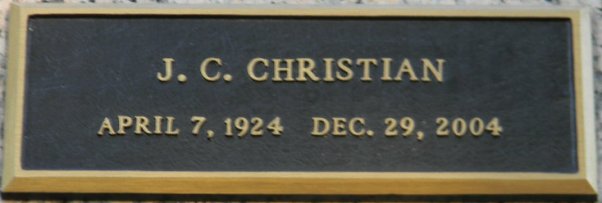 J. C. CHRISTIAN
APRIL 7, 1924 DEC. 29, 2004